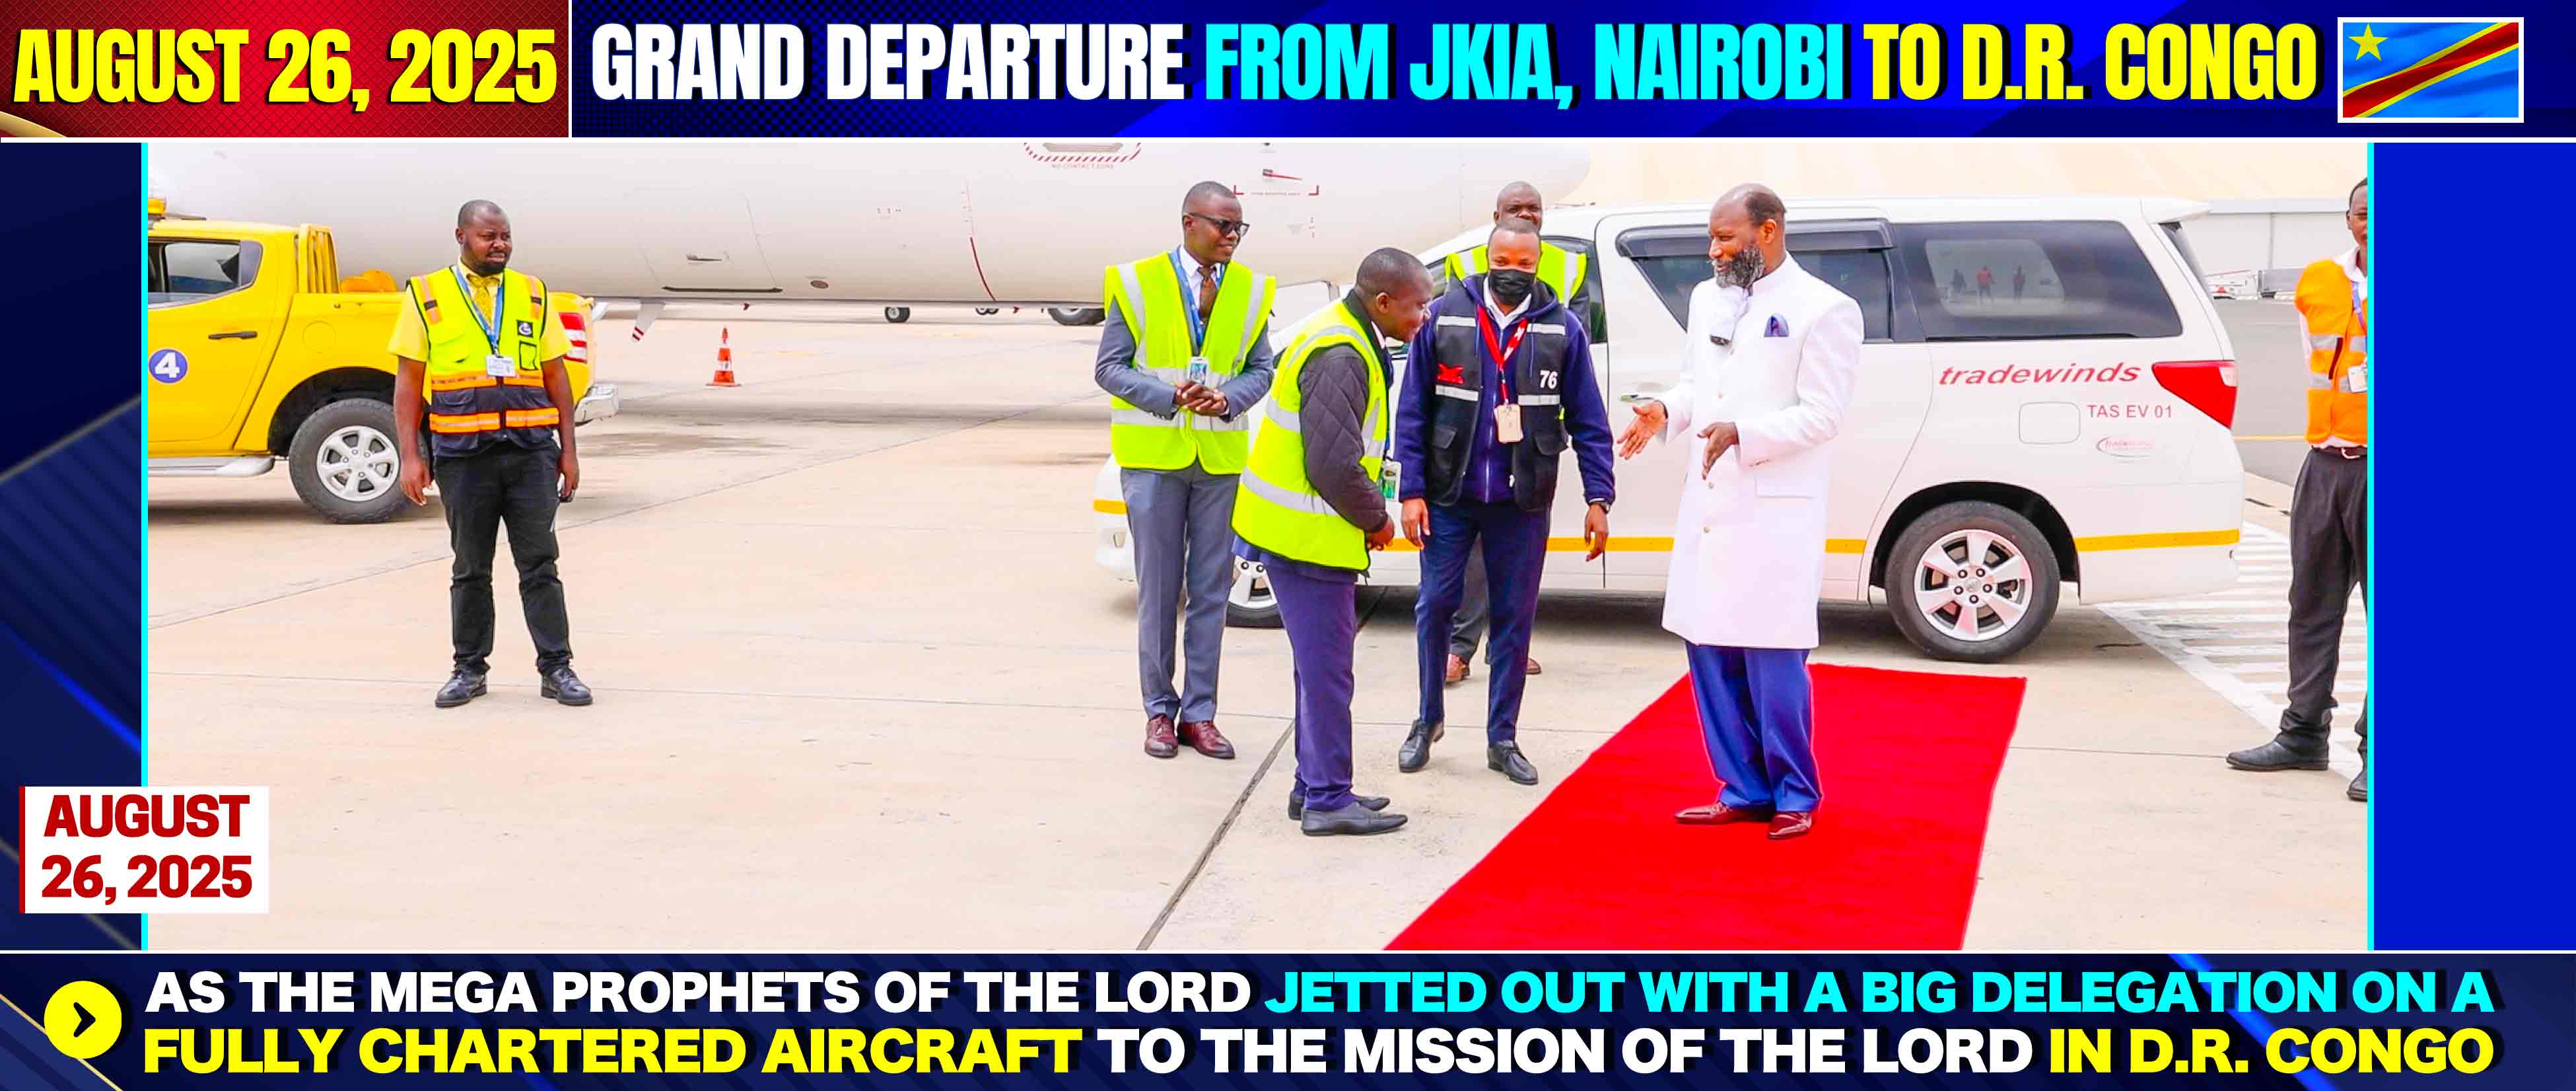 AUGUST 26, 2025
GRAND DEPARTURE FROM JKIA, NAIROBI TO D.R. CONGO
4
76
tradewinds
TAS EV 01
AUGUST
26, 2025
AS THE MEGA PROPHETS OF THE LORD JETTED OUT WITH A BIG DELEGATION ON A
FULLY CHARTERED AIRCRAFT TO THE MISSION OF THE LORD IN D.R. CONGO